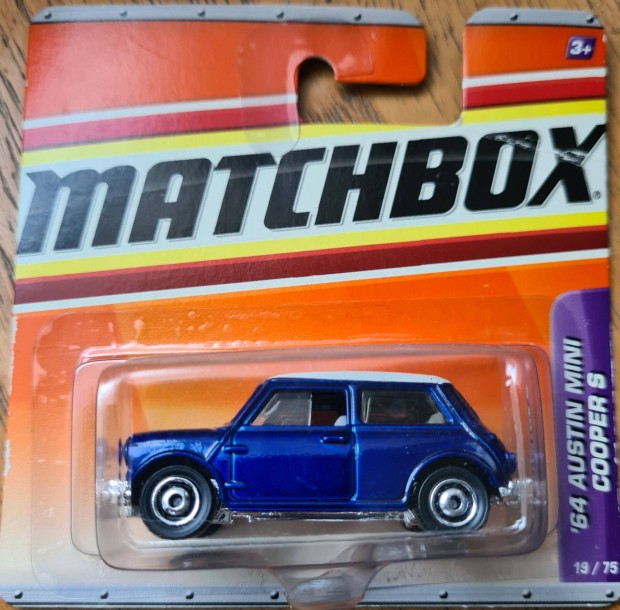 3+
MATCHBOX®
'64 AUSTIN MINI
COOPER S
19 / 75